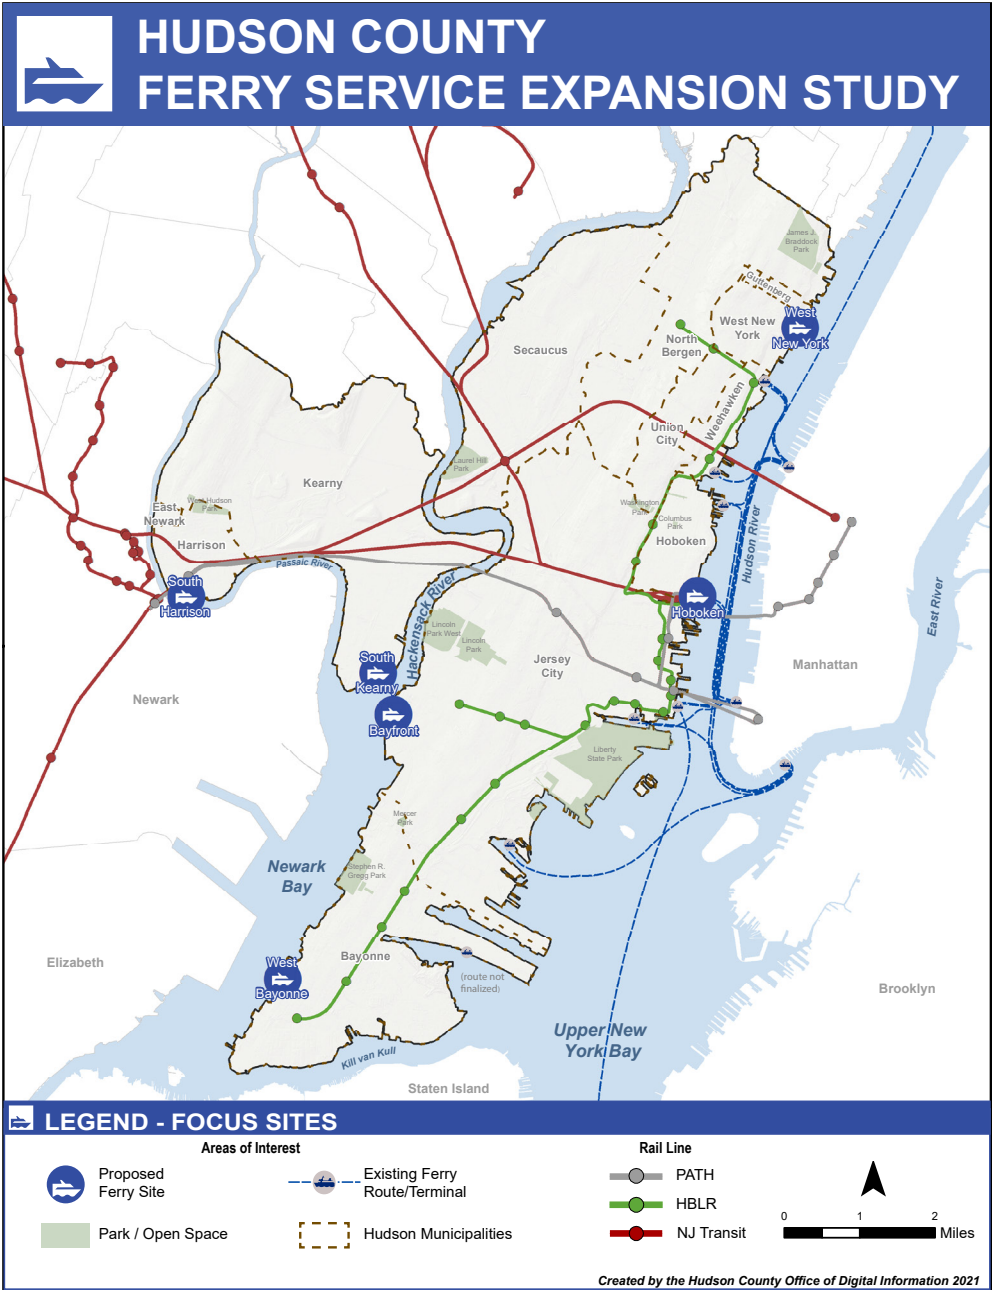 HUDSON COUNTY
FERRY SERVICE EXPANSION STUDY
James J.
Braddock
Park
Guttenberg
West
New York
West New
York
North
Bergen
Secaucus
Weehawken
Union
City
Laurel Hill
Park
Kearny
West Hudson
Park
East
Newark
Harrison
Washington
Park
Columbus
Park
Hoboken
Hudson River
Passaic River
South
Harrison
Hackensack River
Hoboken
East River
Lincoln
Park West
Lincoln
Park
Jersey
City
Manhattan
South
Kearny
Newark
Bayfront
Liberty
State Park
Mercer
Park
Newark
Bay
Stephen R.
Gregg Park
Elizabeth
West
Bayonne
Bayonne
(route not
finalized)
Brooklyn
Upper New
York Bay
Kill van Kull
Staten Island
LEGEND - FOCUS SITES
Areas of Interest
Rail Line
Proposed
Ferry Site
Existing Ferry
Route/Terminal
PATH
HBLR
Park / Open Space
Hudson Municipalities
NJ Transit
0 1 2
Miles
Created by the Hudson County Office of Digital Information 2021